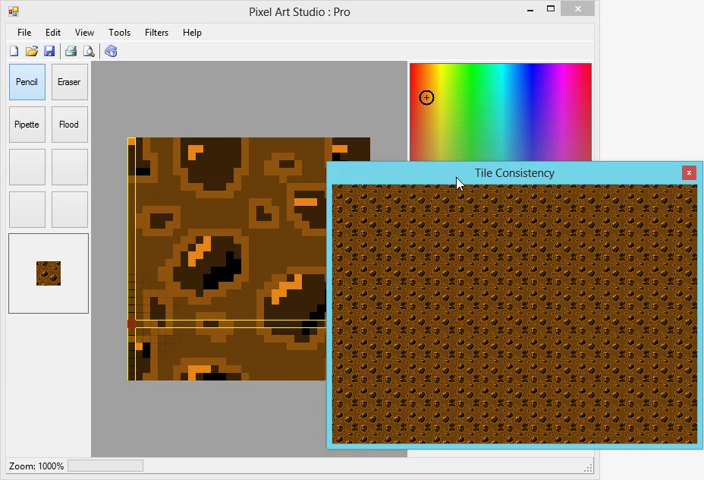 Pixel Art Studio : Pro
File Edit View Tools Filters Help
Pencil Eraser
Pipette Flood
Tile Consistency
Zoom: 1000%